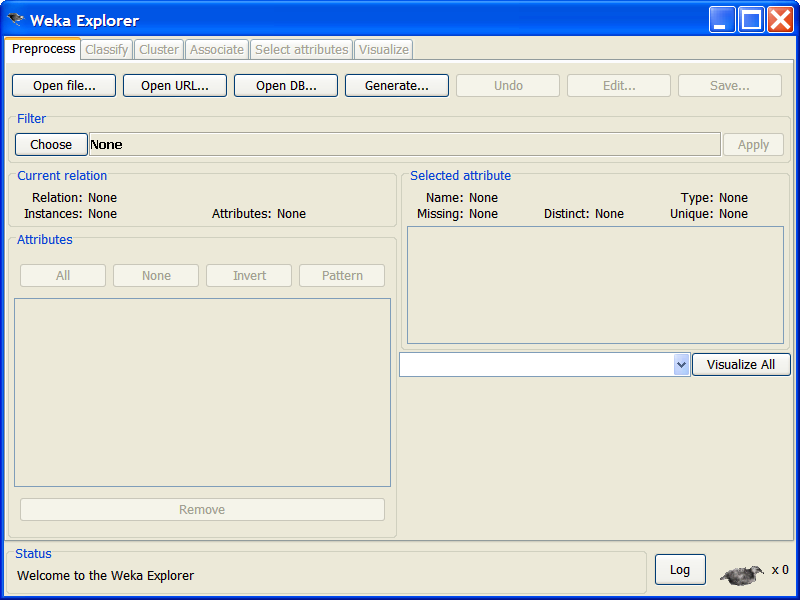 Weka Explorer
Preprocess Classify Cluster Associate Select attributes Visualize
Open file... Open URL... Open DB... Generate... Undo Edit... Save...
Filter
Choose None Apply
Current relation
Relation: None
Instances: None Attributes: None
Selected attribute
Name: None Type: None
Missing: None Distinct: None Unique: None
Attributes
All None Invert Pattern
Visualize All
Remove
Status
Welcome to the Weka Explorer
Log
x 0